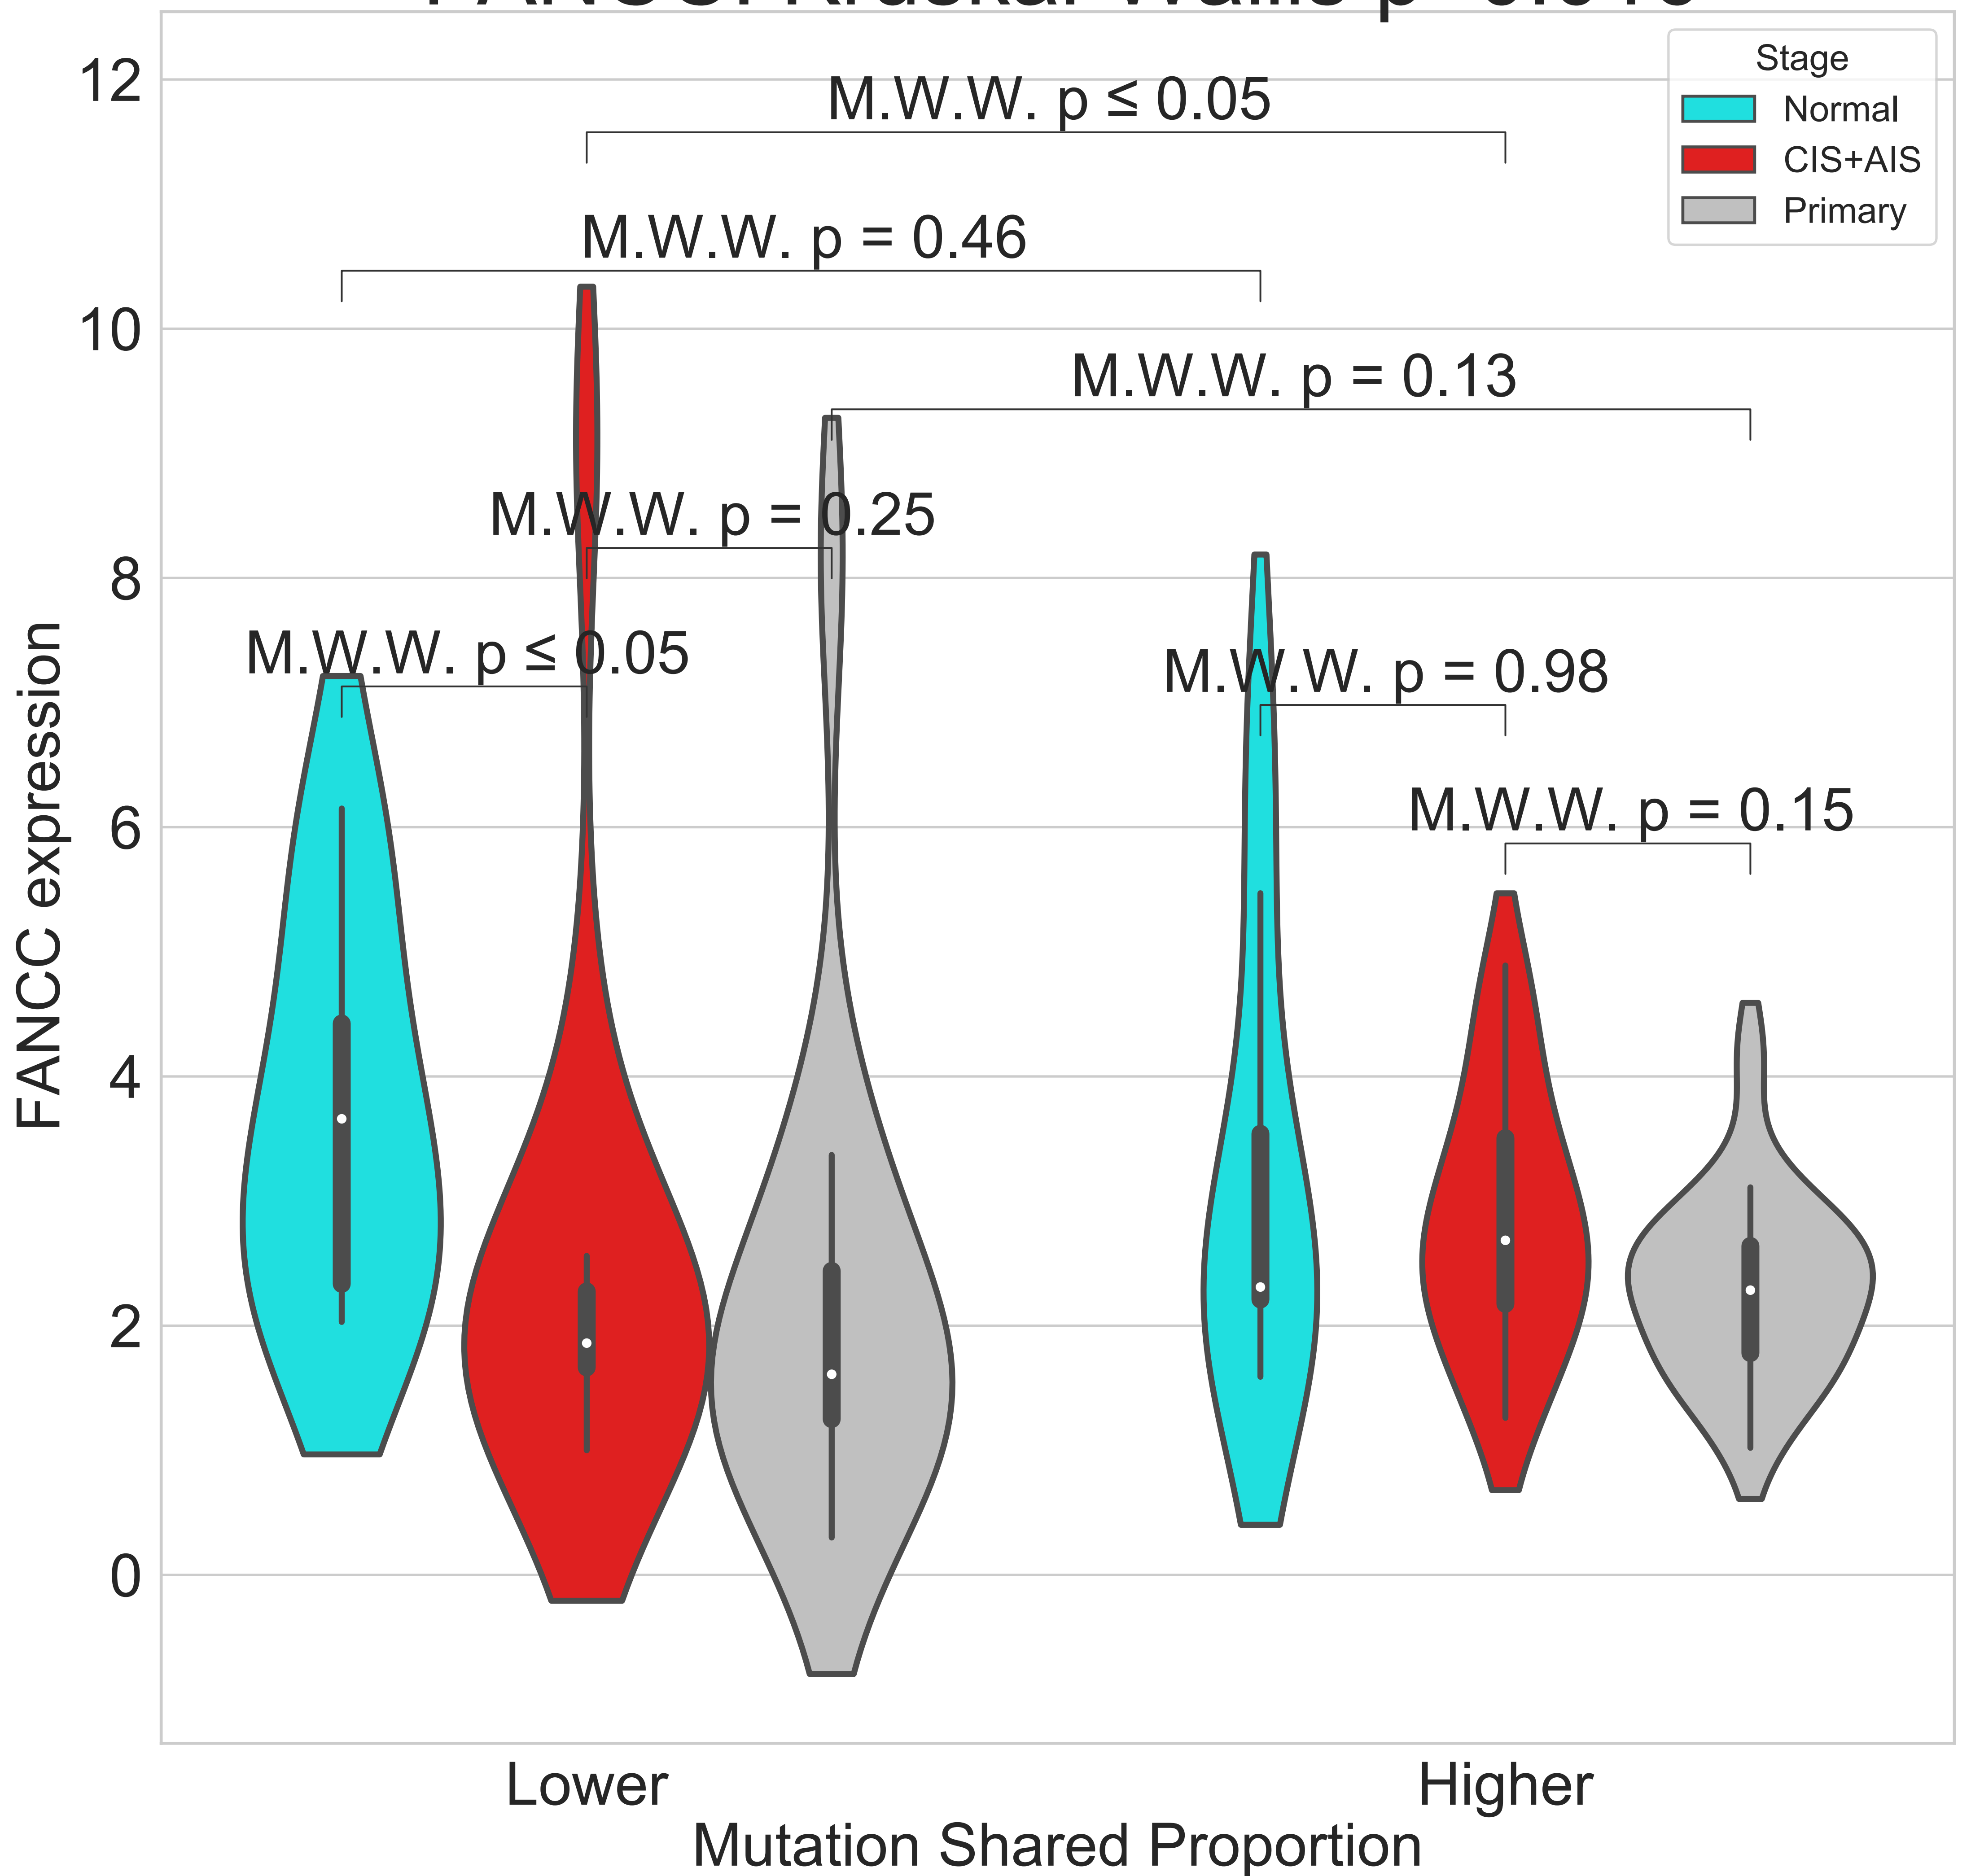 12
10
8
6
4
2
0
FANCC expression
Stage
Normal
CIS+AIS
Primary
M.W.W. p ≤ 0.05
M.W.W. p = 0.46
M.W.W. p = 0.13
M.W.W. p = 0.25
M.W.W. p ≤ 0.05
M.W.W. p = 0.98
M.W.W. p = 0.15
Lower
Higher
Mutation Shared Proportion